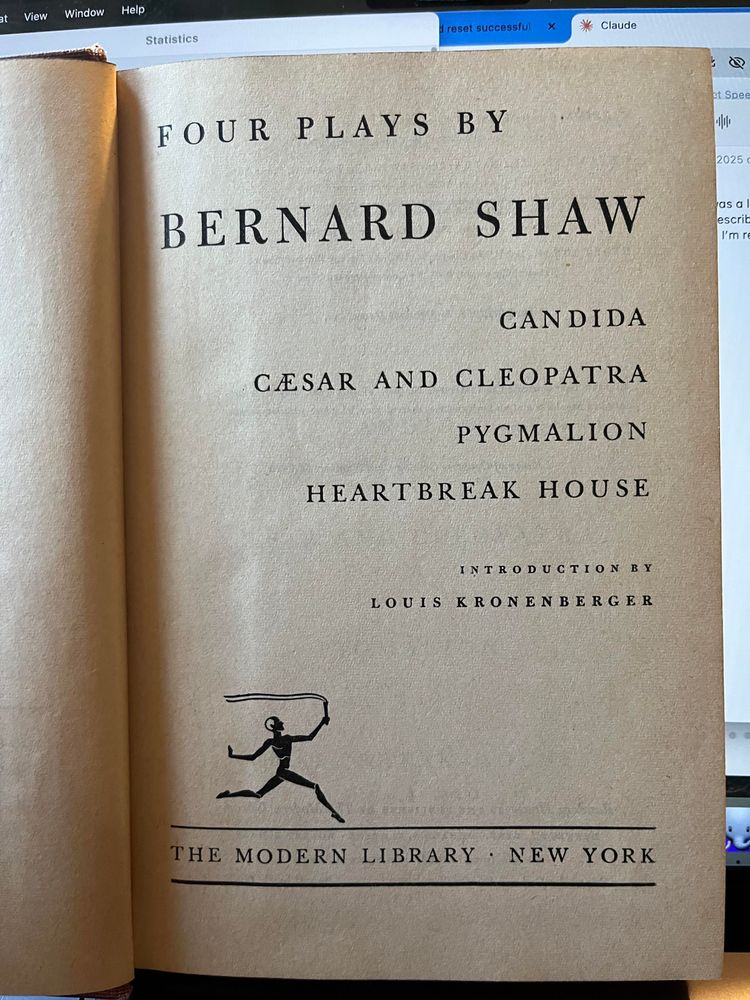 View Window Help
Statistics
d reset successful
Claude
2025
FOUR PLAYS BY
BERNARD SHAW
CANDIDA
CÆSAR AND CLEOPATRA
PYGMALION
HEARTBREAK HOUSE
INTRODUCTION BY
LOUIS KRONENBERGER
THE MODERN LIBRARY · NEW YORK